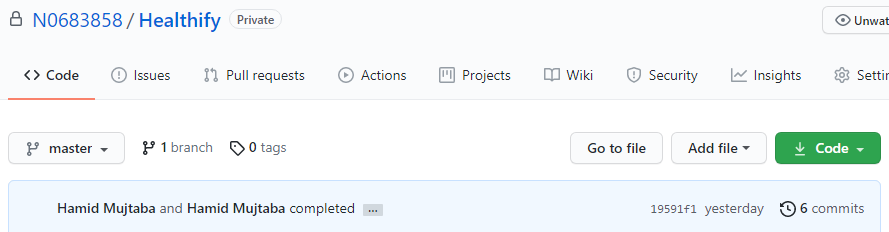 N0683858 / Healthify Private Unwat
Code Issues Pull requests Actions Projects Wiki Security Insights Settin
master 1 branch 0 tags Go to file Add file Code
Hamid Mujtaba and Hamid Mujtaba completed ... 19591f1 yesterday 6 commits